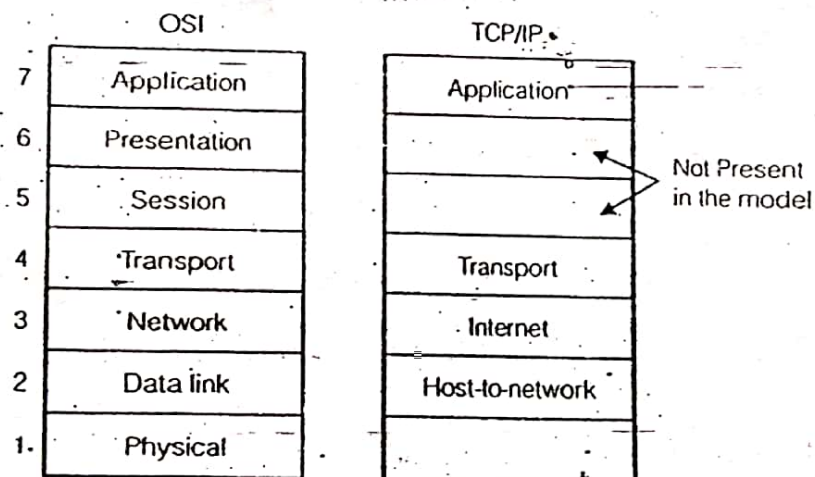 OSI
7 Application
6 Presentation
5 Session
4 Transport
3 Network
2 Data link
1. Physical
TCP/IP
Application
Not Present
in the model
Transport
Internet
Host-to-network